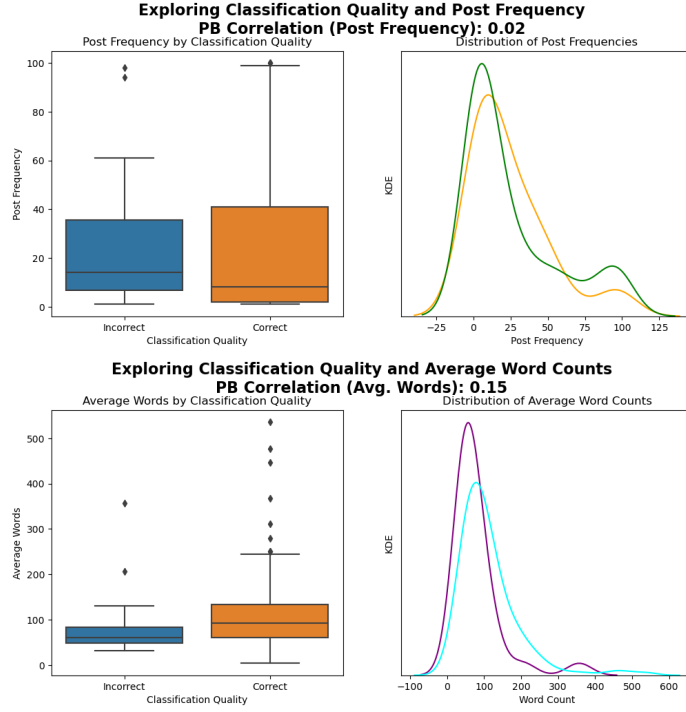 Exploring Classification Quality and Post Frequency
PB Correlation (Post Frequency): 0.02
Post Frequency by Classification Quality
Distribution of Post Frequencies
100
80
60
40
20
0
Post Frequency
Incorrect
Correct
Classification Quality
KDE
−25
0
25
50
75
100
125
Post Frequency
Exploring Classification Quality and Average Word Counts
PB Correlation (Avg. Words): 0.15
Average Words by Classification Quality
Distribution of Average Word Counts
500
400
300
200
100
0
Average Words
Incorrect
Correct
Classification Quality
KDE
−100
0
100
200
300
400
500
600
Word Count